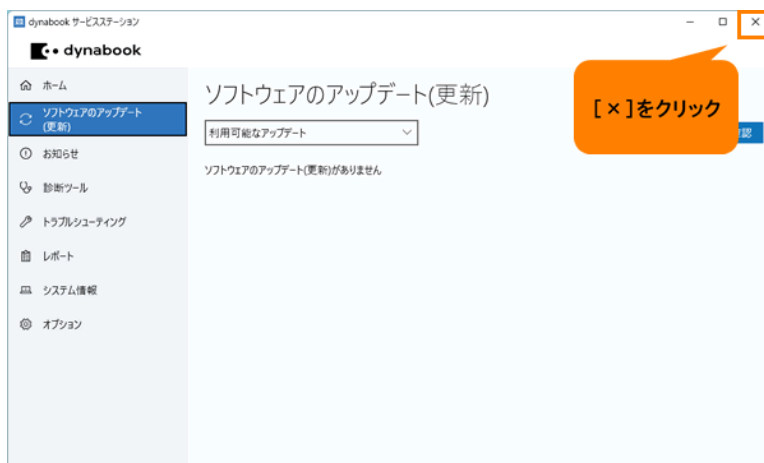 dynabook サービスステーション
dynabook
ホーム
ソフトウェアのアップデート
(更新)
お知らせ
診断ツール
トラブルシューティング
レポート
システム情報
オプション
ソフトウェアのアップデート(更新)
利用可能なアップデート
ソフトウェアのアップデート(更新)がありません
[×]をクリック
認